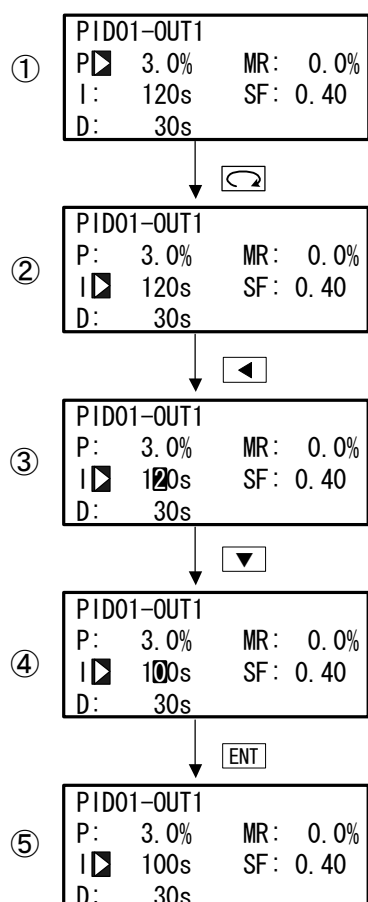 ①
PID01-OUT1
P▶ 3.0% MR: 0.0%
I: 120s SF: 0.40
D: 30s
②
PID01-OUT1
P: 3.0% MR: 0.0%
I▶ 120s SF: 0.40
D: 30s
◀
③
PID01-OUT1
P: 3.0% MR: 0.0%
I▶ 120s SF: 0.40
D: 30s
▼
④
PID01-OUT1
P: 3.0% MR: 0.0%
I▶ 100s SF: 0.40
D: 30s
ENT
⑤
PID01-OUT1
P: 3.0% MR: 0.0%
I▶ 100s SF: 0.40
D: 30s